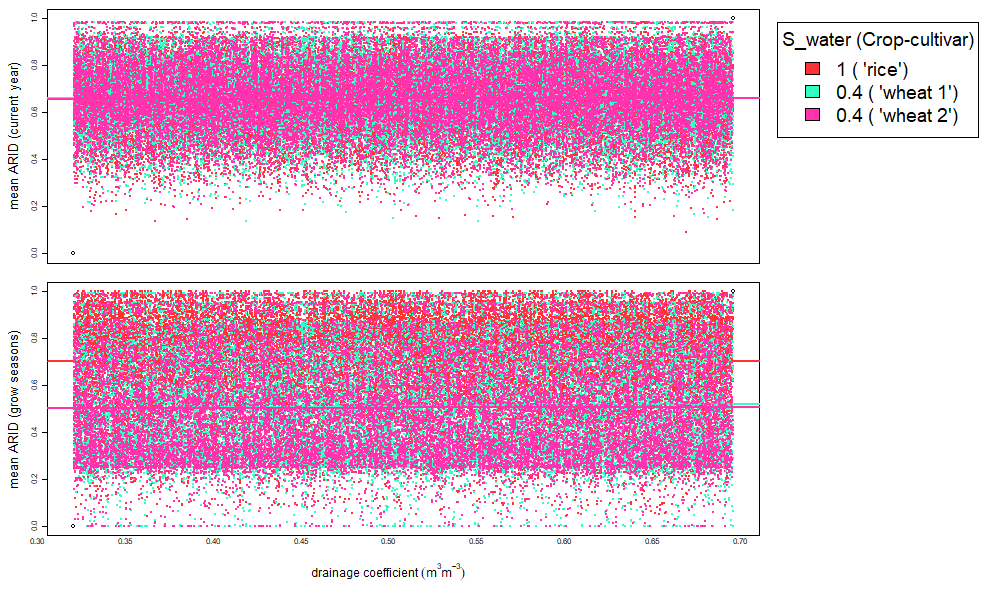 mean ARID (current year)
0.0
0.2
0.4
0.6
0.8
1.0
S_water (Crop-cultivar)
1 ( 'rice')
0.4 ( 'wheat 1')
0.4 ( 'wheat 2')
mean ARID (grow seasons)
0.0
0.2
0.4
0.6
0.8
1.0
0.30 0.35 0.40 0.45 0.50 0.55 0.60 0.65 0.70
drainage coefficient (m³m⁻³)